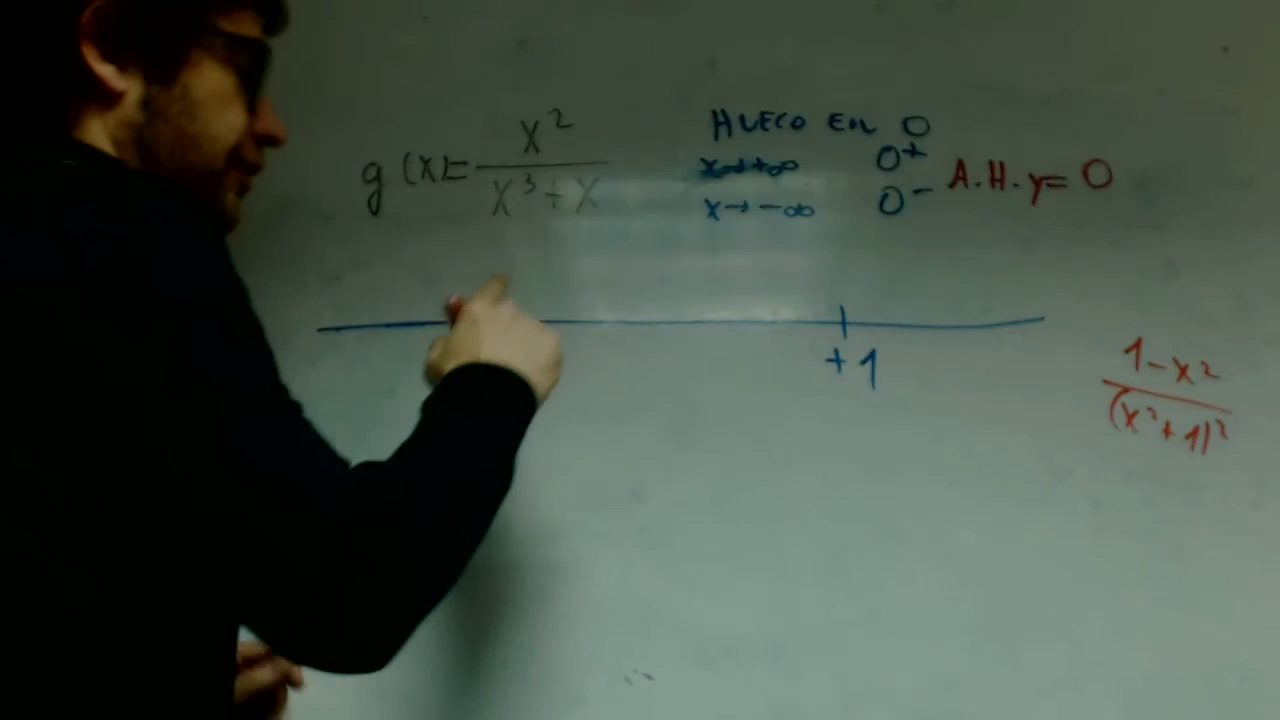 g(x) = x² / (x³ + x)
HUECO EN 0
x → +∞ 0⁺
x → -∞ 0⁻
A.H. y = 0
+1
1 - x² / (x² + 1)²